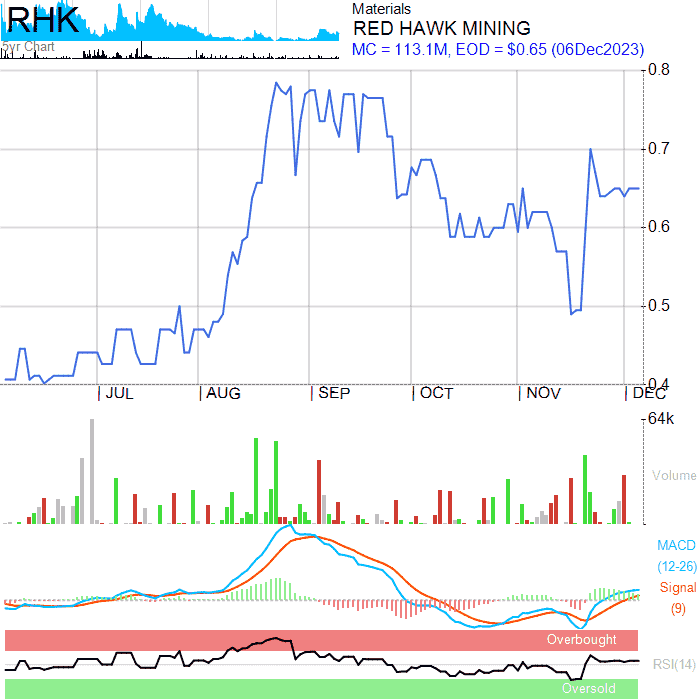 RHK
5yr Chart
Materials
RED HAWK MINING
MC = 113.1M, EOD = $0.65 (06Dec2023)
0.8
0.7
0.6
0.5
0.4
JUL
AUG
SEP
OCT
NOV
DEC
64k
Volume
MACD
(12-26)
Signal
(9)
Overbought
RSI(14)
Oversold